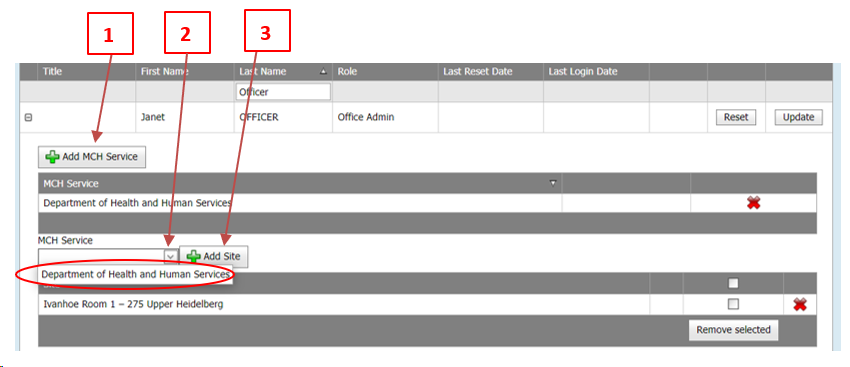 1 2 3
Title First Name Last Name Role Last Reset Date Last Login Date
Officer
Janet OFFICER Office Admin Reset Update
Add MCH Service
MCH Service
Department of Health and Human Services
MCH Service
Add Site
Department of Health and Human Services
Ivanhoe Room 1 – 275 Upper Heidelberg
Remove selected